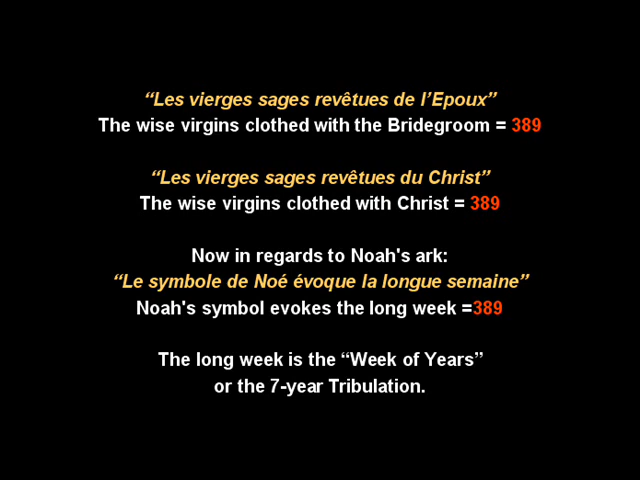 “Les vierges sages revêtues de l’Epoux”
The wise virgins clothed with the Bridegroom = 389
“Les vierges sages revêtues du Christ”
The wise virgins clothed with Christ = 389
Now in regards to Noah's ark:
“Le symbole de Noé évoque la longue semaine”
Noah's symbol evokes the long week =389
The long week is the “Week of Years”
or the 7-year Tribulation.